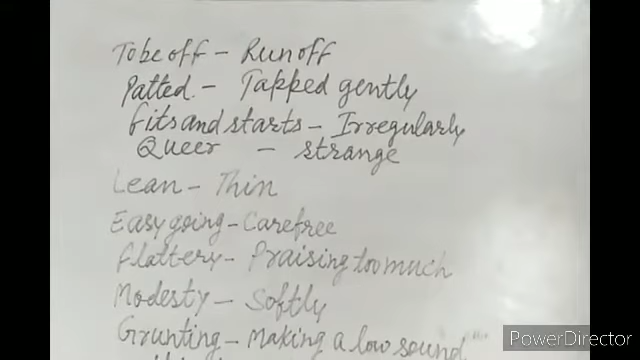 To be off - Run off
Patted. - Tapped gently
Fits and starts - Irregularly
Queer - strange
Lean - Thin
Easy going - Carefree
Flattery - Praising too much
Modesty - Softly
Grunting - Making a low sound
PowerDirector